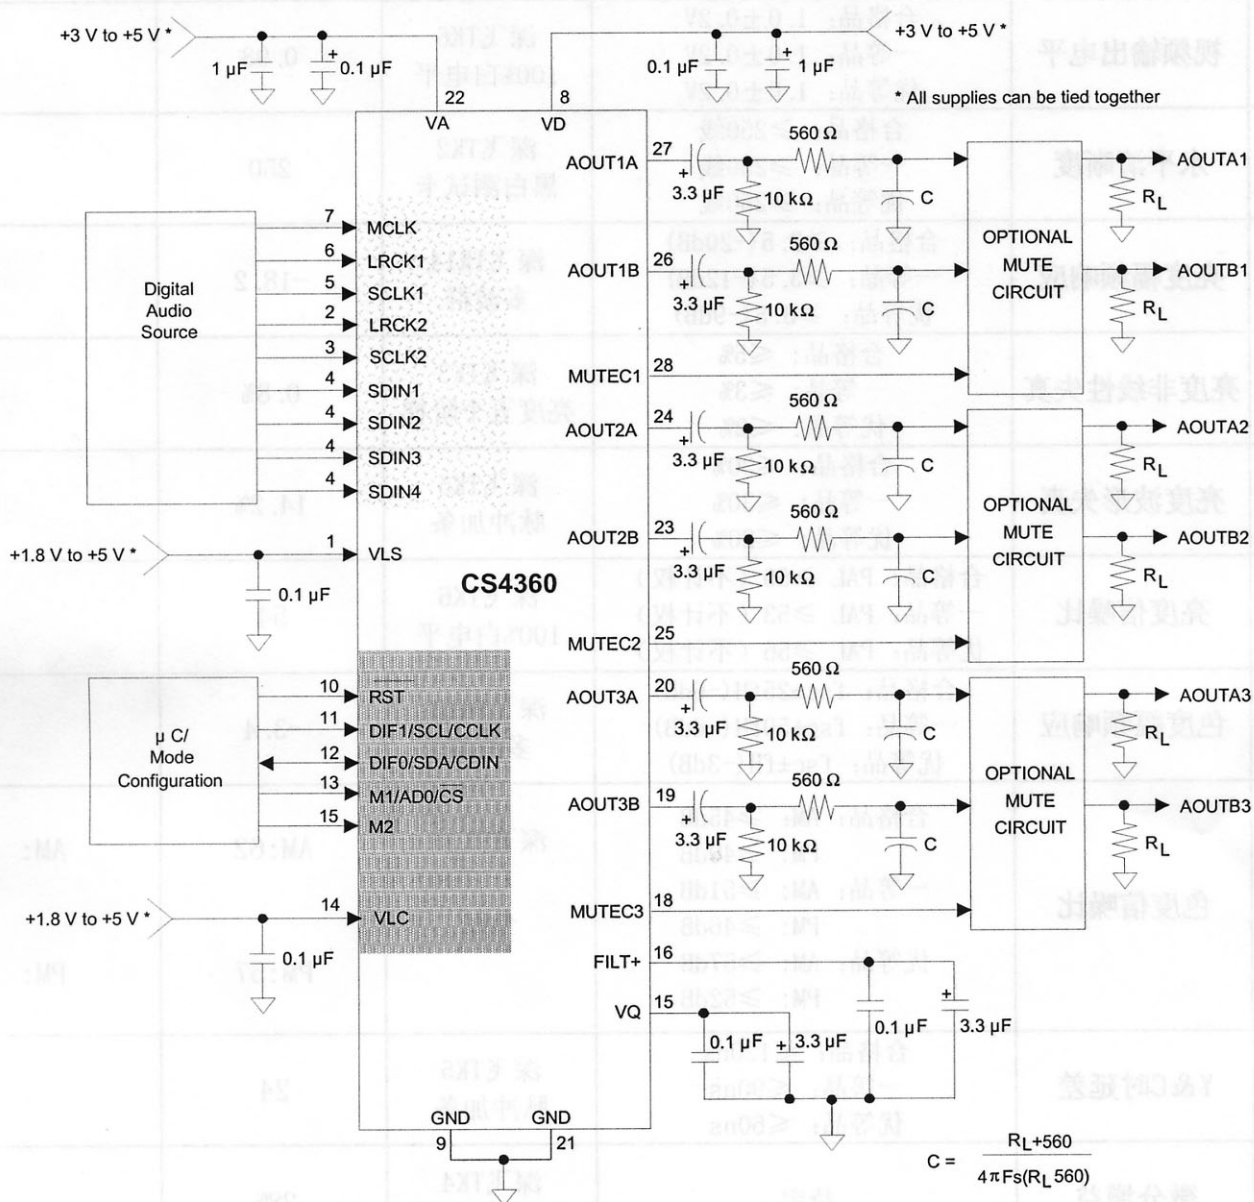 +3 V to +5 V *
1 µF
+
0.1 µF
22
8
VA
VD
0.1 µF
+
1 µF
+3 V to +5 V *
* All supplies can be tied together
Digital
Audio
Source
7
MCLK
6
LRCK1
5
SCLK1
2
LRCK2
3
SCLK2
4
SDIN1
4
SDIN2
4
SDIN3
4
SDIN4
+1.8 V to +5 V *
1
VLS
0.1 µF
CS4360
µ C/
Mode
Configuration
10
RST
11
DIF1/SCL/CCLK
12
DIF0/SDA/CDIN
13
M1/AD0/CS
15
M2
+1.8 V to +5 V *
14
VLC
0.1 µF
GND
GND
9
21
AOUT1A
27
+
3.3 µF
10 kΩ
560 Ω
C
AOUTA1
RL
AOUT1B
26
+
3.3 µF
10 kΩ
560 Ω
C
OPTIONAL
MUTE
CIRCUIT
AOUTB1
RL
MUTEC1
28
AOUT2A
24
+
3.3 µF
10 kΩ
560 Ω
C
AOUTA2
RL
AOUT2B
23
+
3.3 µF
10 kΩ
560 Ω
C
OPTIONAL
MUTE
CIRCUIT
AOUTB2
RL
MUTEC2
25
AOUT3A
20
+
3.3 µF
10 kΩ
560 Ω
C
AOUTA3
RL
AOUT3B
19
+
3.3 µF
10 kΩ
560 Ω
C
OPTIONAL
MUTE
CIRCUIT
AOUTB3
RL
MUTEC3
18
FILT+
16
0.1 µF
+
3.3 µF
VQ
15
0.1 µF
+
3.3 µF
C = RL+560
4πFs(RL 560)